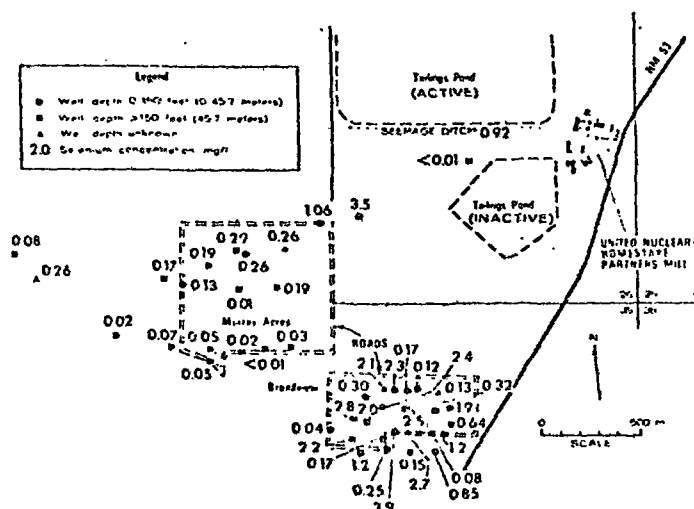 Legend
Well depth 0-150 feet (0-45.7 meters)
Well depth >150 feet (45.7 meters)
Well depth unknown
2.0 Selenium concentration mg/l
Tailings Pond
(ACTIVE)
SEEPAGE DITCH 0.92
NM 53
<0.01
Tailings Pond
(INACTIVE)
UNITED NUCLEAR-
HOMESTAKE
PARTNERS MILL
1.06
3.5
0.08
0.26
0.27
0.26
0.19
0.26
0.17
0.13
0.01
0.19
Murray Acres
0.02
0.07
0.05
0.02
0.03
<0.01
0.05
ROADS
0.17
2.1
2.3
0.12
2.4
Broadview
0.30
0.13
0.32
2.8
2.0
1.9
0.04
2.5
0.64
2.2
1.2
0.17
1.2
0.15
0.08
0.25
2.7
0.85
2.9
N
0
500 m
SCALE